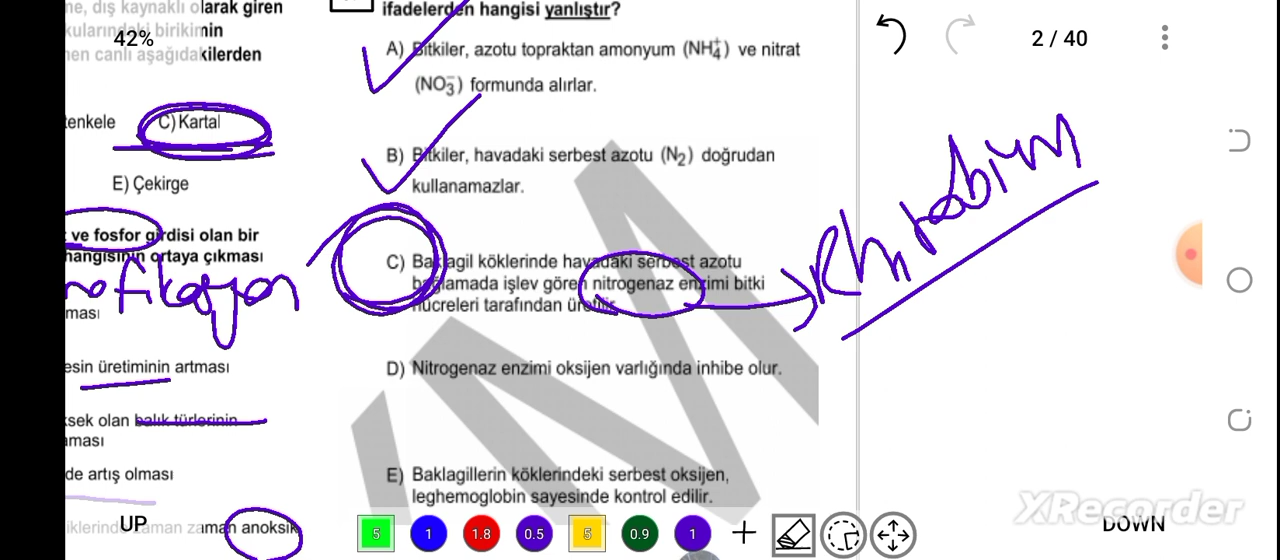 ne, dış kaynaklı olarak giren
kularındaki birikimin
nen canlı aşağıdakilerden
42%
enkele
C) Kartal
E) Çekirge
ve fosfor girdisi olan bir
hangisinin ortaya çıkması
ması
esin üretiminin artması
ksek olan balık türlerinin
aması
de artış olması
iklerind zaman zaman anoksik
UP
ifadelerden hangisi yanlıştır?
A) Bitkiler, azotu topraktan amonyum (NH₄⁺) ve nitrat
(NO₃⁻) formunda alırlar.
B) Bitkiler, havadaki serbest azotu (N₂) doğrudan
kullanamazlar.
C) Baklagil köklerinde havadaki serbest azotu
bağlamada işlev gören nitrogenaz enzimi bitki
hücreleri tarafından üretilir.
D) Nitrogenaz enzimi oksijen varlığında inhibe olur.
E) Baklagillerin köklerindeki serbest oksijen,
leghemoglobin sayesinde kontrol edilir.
5 1 1.8 0.5 5 0.9 1
2 / 40
XRecorder
DOWN